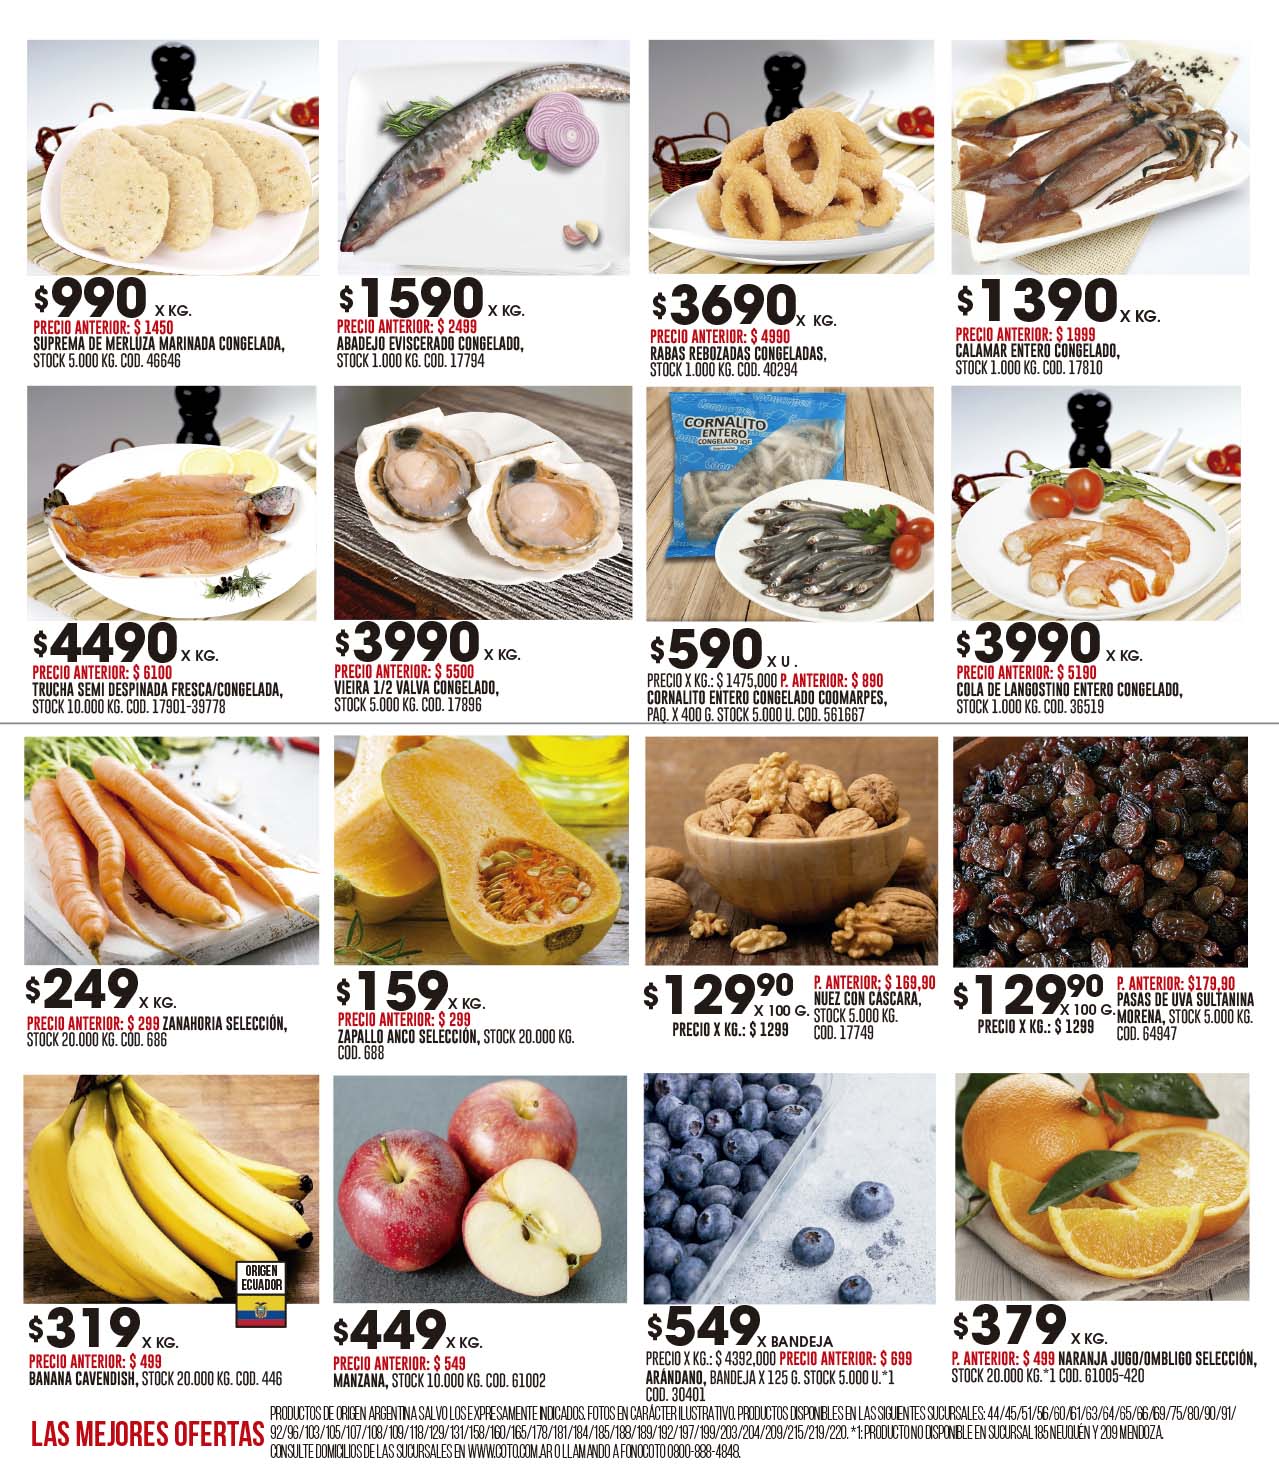 $990 X KG.
PRECIO ANTERIOR: $ 1450
SUPREMA DE MERLUZA MARINADA CONGELADA,
STOCK 5.000 KG. COD. 46646
$1590 X KG.
PRECIO ANTERIOR: $ 2499
ABADEJO EVISCERADO CONGELADO,
STOCK 1.000 KG. COD. 17794
$3690 X KG.
PRECIO ANTERIOR: $ 4990
RABAS REBOZADAS CONGELADAS,
STOCK 1.000 KG. COD. 40294
$1390 X KG.
PRECIO ANTERIOR: $ 1999
CALAMAR ENTERO CONGELADO,
STOCK 1.000 KG. COD. 17810
$4490 X KG.
PRECIO ANTERIOR: $ 6100
TRUCHA SEMI DESPINADA FRESCA/CONGELADA,
STOCK 10.000 KG. COD. 17901-39778
$3990 X KG.
PRECIO ANTERIOR: $ 5500
VIEIRA 1/2 VALVA CONGELADO,
STOCK 5.000 KG. COD. 17896
CORNALITO
ENTERO
CONGELADO IQF
$590 X U .
PRECIO X KG.: $ 1475,000 P. ANTERIOR: $ 890
CORNALITO ENTERO CONGELADO COOMARPES,
PAQ. X 400 G. STOCK 5.000 U. COD. 561667
$3990 X KG.
PRECIO ANTERIOR: $ 5190
COLA DE LANGOSTINO ENTERO CONGELADO,
STOCK 1.000 KG. COD. 36519
$249 X KG.
PRECIO ANTERIOR: $ 299 ZANAHORIA SELECCIÓN,
STOCK 20.000 KG. COD. 686
$159 X KG.
PRECIO ANTERIOR: $ 299
ZAPALLO ANCO SELECCIÓN, STOCK 20.000 KG.
COD. 688
$129,90 X 100 G.
PRECIO X KG.: $ 1299
P. ANTERIOR: $ 169,90
NUEZ CON CÁSCARA,
STOCK 5.000 KG.
COD. 17749
$129,90 X 100 G.
PRECIO X KG.: $ 1299
P. ANTERIOR: $179,90
PASAS DE UVA SULTANINA
MORENA, STOCK 5.000 KG.
COD. 64947
ORIGEN
ECUADOR
$319 X KG.
PRECIO ANTERIOR: $ 499
BANANA CAVENDISH, STOCK 20.000 KG. COD. 446
$449 X KG.
PRECIO ANTERIOR: $ 549
MANZANA, STOCK 10.000 KG. COD. 61002
$549 X BANDEJA
PRECIO X KG.: $ 4392,000 PRECIO ANTERIOR: $ 699
ARÁNDANO, BANDEJA X 125 G. STOCK 5.000 U.*1
COD. 30401
$379 X KG.
P. ANTERIOR: $ 499 NARANJA JUGO/OMBLIGO SELECCIÓN,
STOCK 20.000 KG.*1 COD. 61005-420
LAS MEJORES OFERTAS
PRODUCTOS DE ORIGEN ARGENTINA SALVO LOS EXPRESAMENTE INDICADOS. FOTOS EN CARÁCTER ILUSTRATIVO. PRODUCTOS DISPONIBLES EN LAS SIGUIENTES SUCURSALES: 44/45/51/56/60/61/63/64/65/66/69/75/80/90/91/
92/96/103/105/107/108/109/118/129/131/158/160/165/178/181/184/185/188/189/192/197/199/203/204/209/215/219/220. *1: PRODUCTO NO DISPONIBLE EN SUCURSAL 185 NEUQUÉN Y 209 MENDOZA.
CONSULTE DOMICILIOS DE LAS SUCURSALES EN WWW.COTO.COM.AR O LLAMANDO A FONOCOTO 0800-888-4848.